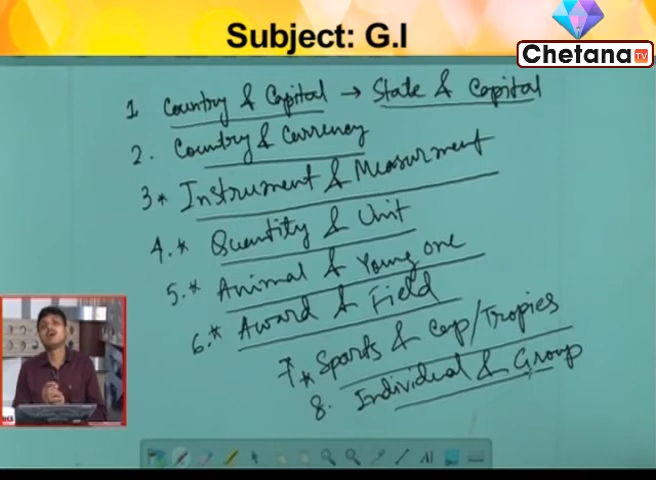 Subject: G.I
Chetana TV
1 Country & Capital → State & Capital
2. Country & Currency
3* Instrument & Measurment
4.* Quantity & Unit
5.* Animal & Young one
6.* Award & Field
7* Sports & Cup/Tropies
8. Individual & Group
AI